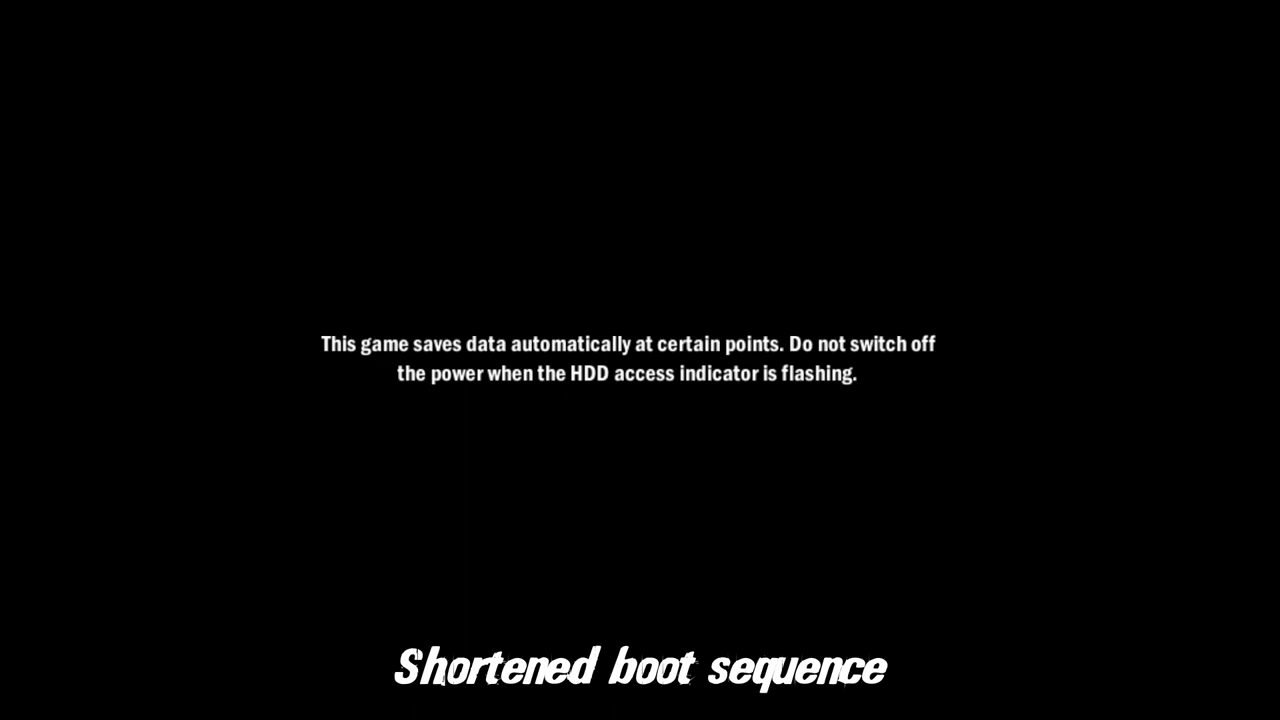 This game saves data automatically at certain points. Do not switch off
the power when the HDD access indicator is flashing.
Shortened boot sequence